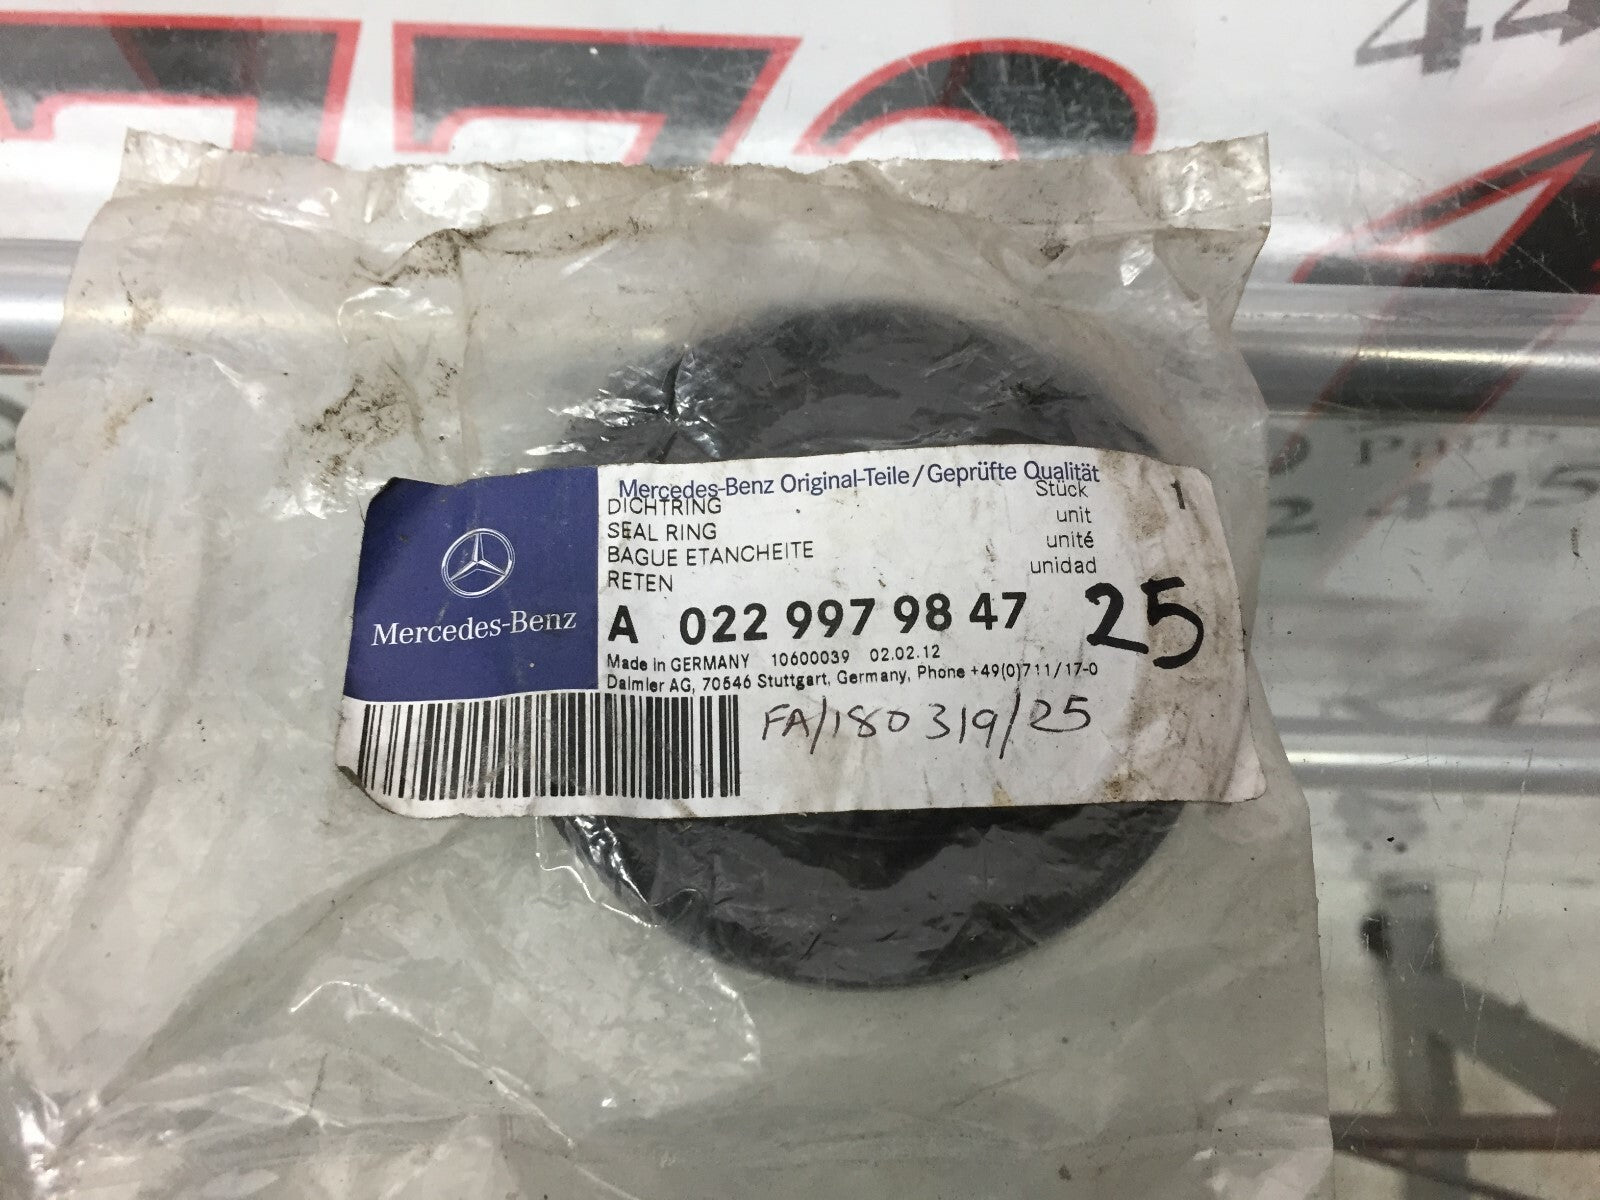 Mercedes-Benz Original-Teile/Geprüfte Qualität
DICHTRING Stück 1
SEAL RING unit
BAGUE ETANCHEITE unité
RETEN unidad
A 022 997 98 47 25
Made in GERMANY 10600039 02.02.12
Daimler AG, 70546 Stuttgart, Germany, Phone +49(0)711/17-0
FA/180319/25
Mercedes-Benz